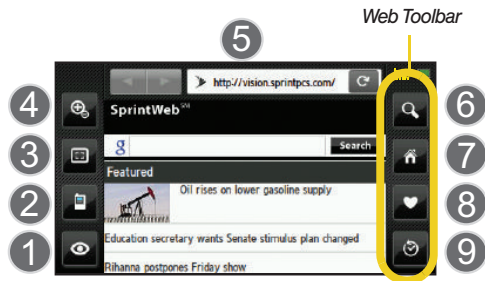 Web Toolbar
5
http://vision.sprintpcs.com/
4
SprintWeb℠
6
g Search
3
7
Featured
Oil rises on lower gasoline supply
2
8
Education secretary wants Senate stimulus plan changed
1
9
Rihanna postpones Friday show